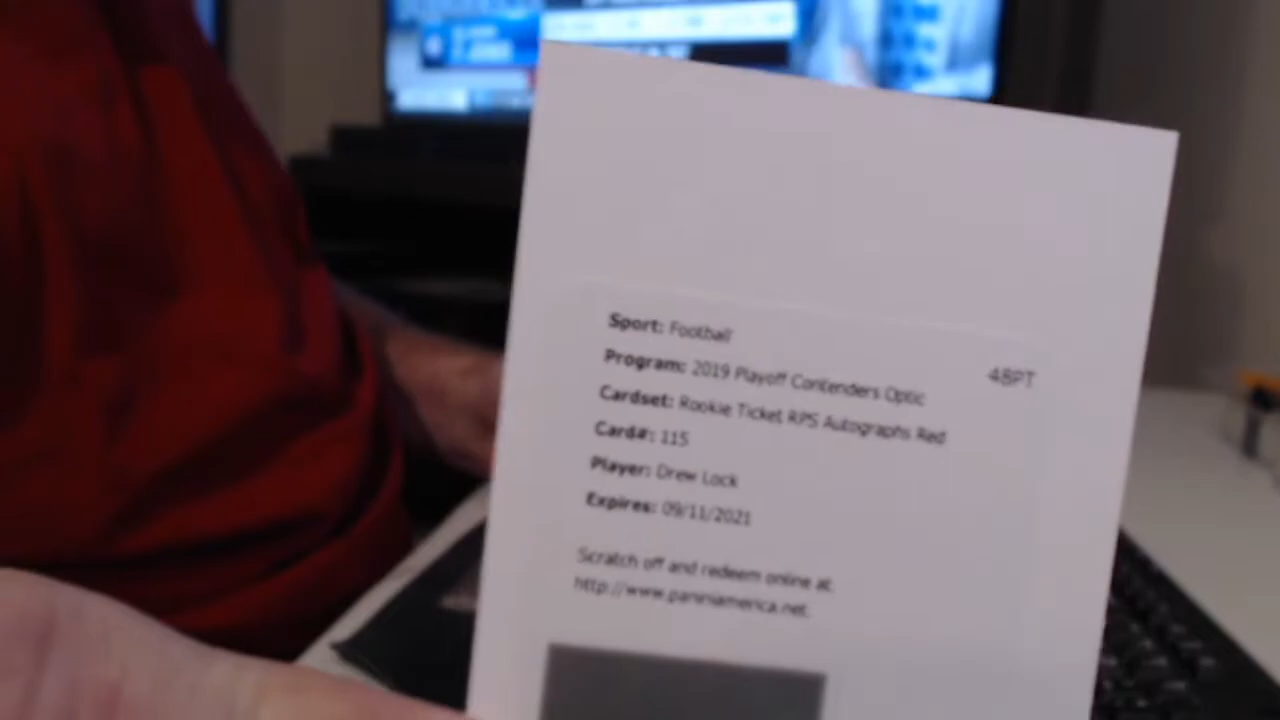 Sport: Football
Program: 2019 Playoff Contenders Optic
48PT
Cardset: Rookie Ticket RPS Autographs Red
Card#: 115
Player: Drew Lock
Expires: 09/11/2021
Scratch off and redeem online at:
http://www.paniniamerica.net.